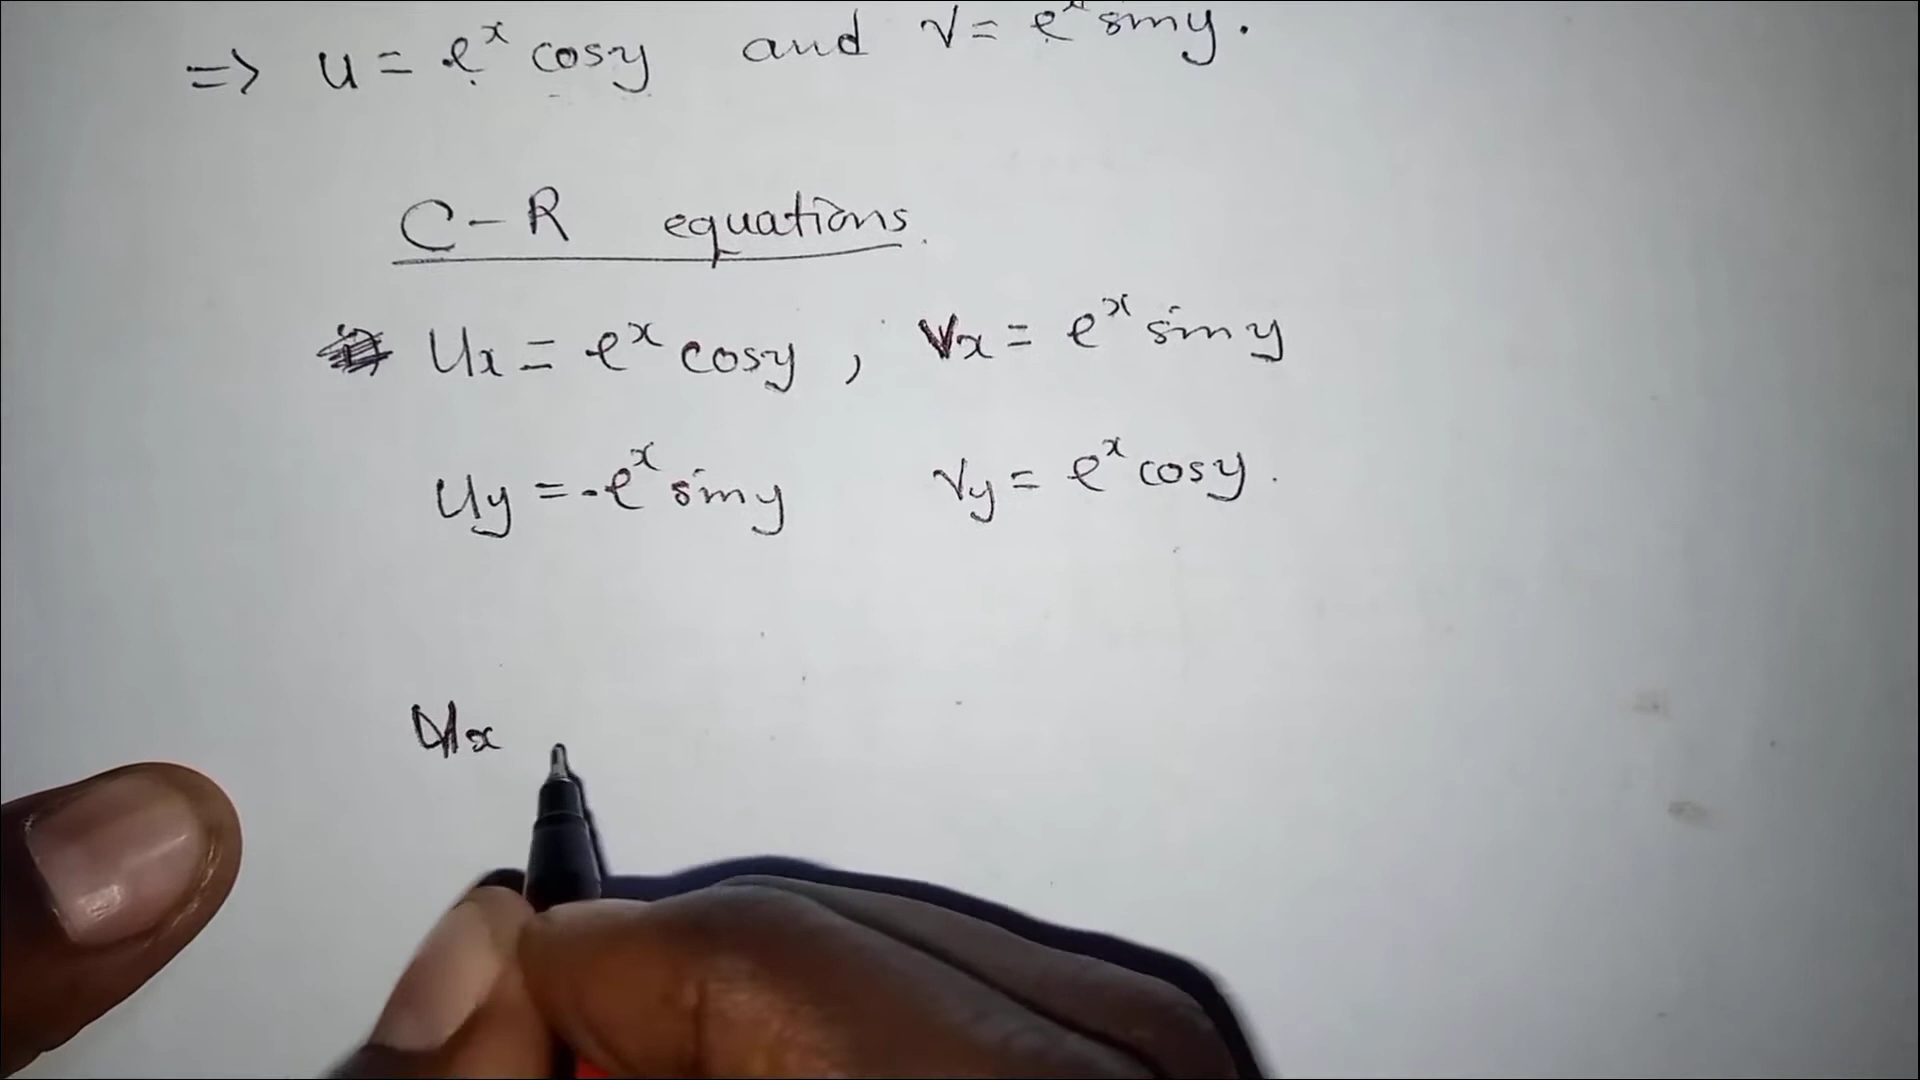 => u = e^x cosy and v = e^x siny.
C-R equations.
Ux = e^x cosy, Vx = e^x siny
Uy = -e^x siny Vy = e^x cosy.
Ux